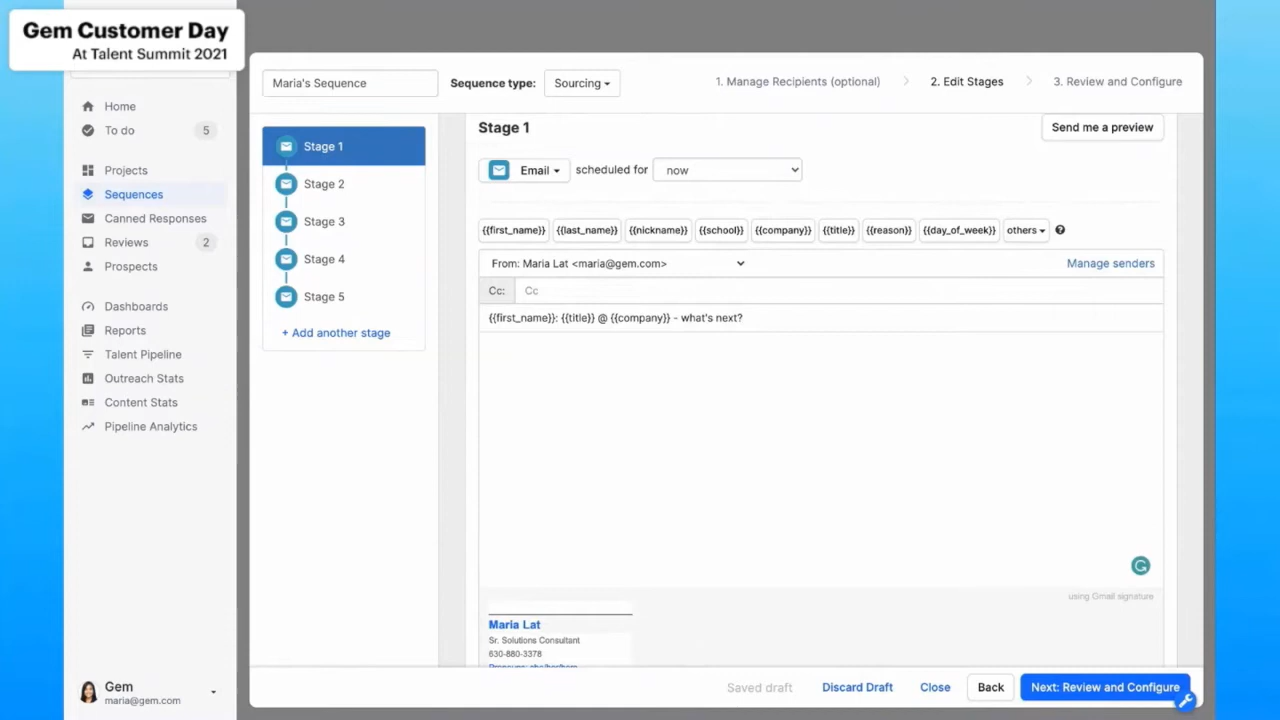 Gem Customer Day
At Talent Summit 2021
Home
To do 5
Projects
Sequences
Canned Responses
Reviews 2
Prospects
Dashboards
Reports
Talent Pipeline
Outreach Stats
Content Stats
Pipeline Analytics
Gem
maria@gem.com
Maria's Sequence Sequence type: Sourcing 1. Manage Recipients (optional) 2. Edit Stages 3. Review and Configure
Stage 1
Stage 2
Stage 3
Stage 4
Stage 5
+ Add another stage
Stage 1 Send me a preview
Email scheduled for now
{{first_name}} {{last_name}} {{nickname}} {{school}} {{company}} {{title}} {{reason}} {{day_of_week}} others
From: Maria Lat <maria@gem.com> Manage senders
Cc: Cc
{{first_name}}: {{title}} @ {{company}} - what's next?
using Gmail signature
Maria Lat
Sr. Solutions Consultant
630-880-3378
Saved draft Discard Draft Close Back Next: Review and Configure